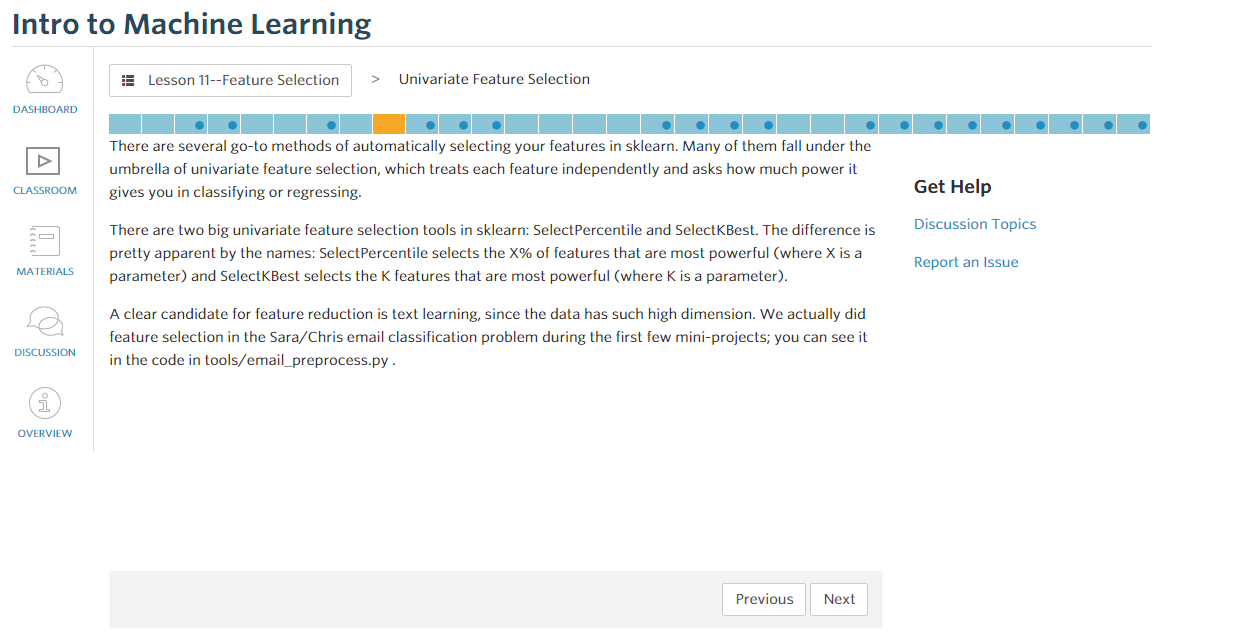 Intro to Machine Learning
DASHBOARD
CLASSROOM
MATERIALS
DISCUSSION
OVERVIEW
Lesson 11--Feature Selection > Univariate Feature Selection
There are several go-to methods of automatically selecting your features in sklearn. Many of them fall under the
umbrella of univariate feature selection, which treats each feature independently and asks how much power it
gives you in classifying or regressing.
There are two big univariate feature selection tools in sklearn: SelectPercentile and SelectKBest. The difference is
pretty apparent by the names: SelectPercentile selects the X% of features that are most powerful (where X is a
parameter) and SelectKBest selects the K features that are most powerful (where K is a parameter).
A clear candidate for feature reduction is text learning, since the data has such high dimension. We actually did
feature selection in the Sara/Chris email classification problem during the first few mini-projects; you can see it
in the code in tools/email_preprocess.py .
Get Help
Discussion Topics
Report an Issue
Previous Next